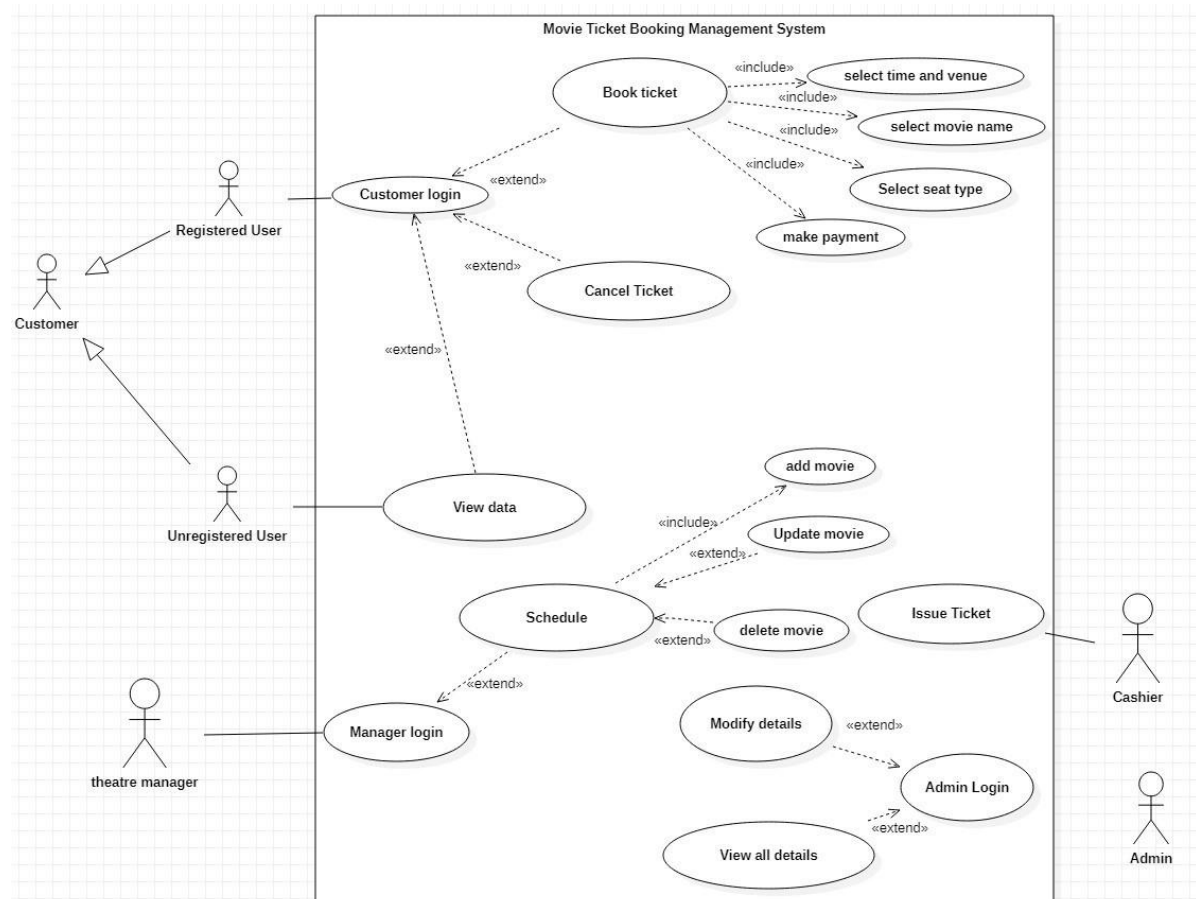 Movie Ticket Booking Management System
«include»
select time and venue
Book ticket
«include»
select movie name
«include»
«include»
Select seat type
«extend»
Customer login
Registered User
make payment
«extend»
Cancel Ticket
Customer
«extend»
add movie
View data
«include»
Update movie
Unregistered User
«extend»
Schedule
Issue Ticket
delete movie
«extend»
«extend»
Cashier
Manager login
Modify details
«extend»
theatre manager
Admin Login
«extend»
View all details
Admin